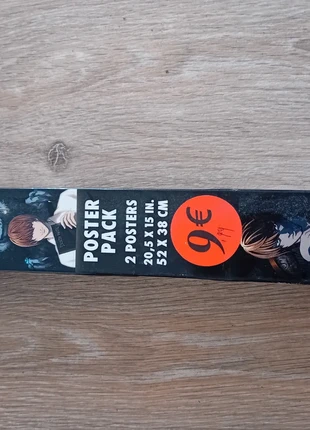 POSTER
PACK
2 POSTERS
20,5 X 15 IN.
52 X 38 CM
9€